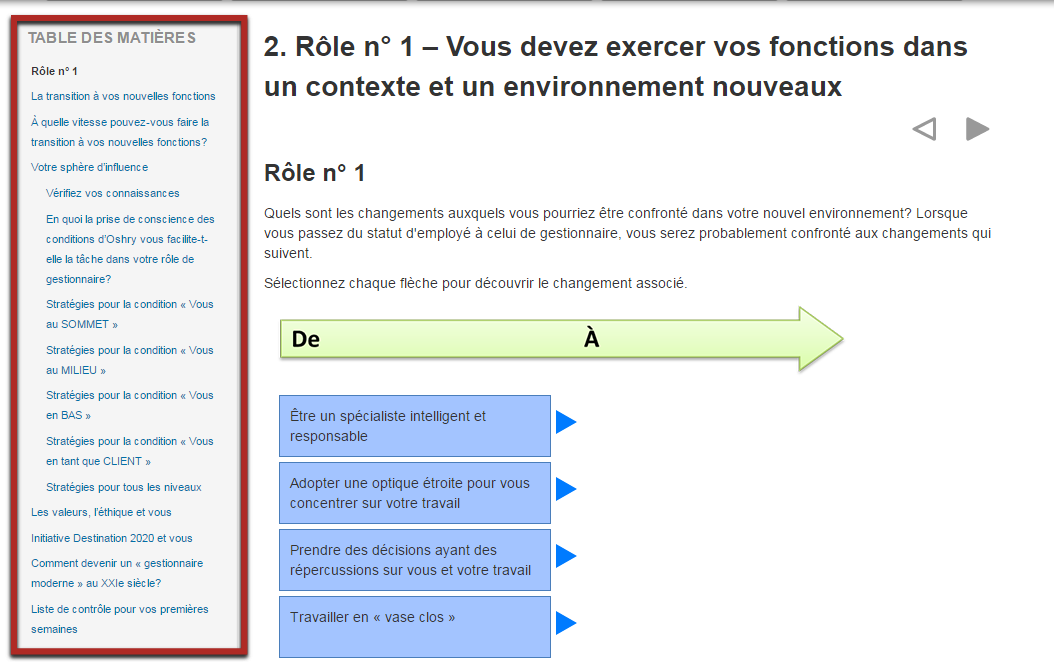 TABLE DES MATIÈRES
Rôle n° 1
La transition à vos nouvelles fonctions
À quelle vitesse pouvez-vous faire la
transition à vos nouvelles fonctions?
Votre sphère d'influence
Vérifiez vos connaissances
En quoi la prise de conscience des
conditions d'Oshry vous facilite-t-
elle la tâche dans votre rôle de
gestionnaire?
Stratégies pour la condition « Vous
au SOMMET »
Stratégies pour la condition « Vous
au MILIEU »
Stratégies pour la condition « Vous
en BAS »
Stratégies pour la condition « Vous
en tant que CLIENT »
Stratégies pour tous les niveaux
Les valeurs, l'éthique et vous
Initiative Destination 2020 et vous
Comment devenir un « gestionnaire
moderne » au XXIe siècle?
Liste de contrôle pour vos premières
semaines
2. Rôle n° 1 – Vous devez exercer vos fonctions dans
un contexte et un environnement nouveaux
Rôle n° 1
Quels sont les changements auxquels vous pourriez être confronté dans votre nouvel environnement? Lorsque
vous passez du statut d'employé à celui de gestionnaire, vous serez probablement confronté aux changements qui
suivent.
Sélectionnez chaque flèche pour découvrir le changement associé.
De À
Être un spécialiste intelligent et
responsable
Adopter une optique étroite pour vous
concentrer sur votre travail
Prendre des décisions ayant des
répercussions sur vous et votre travail
Travailler en « vase clos »